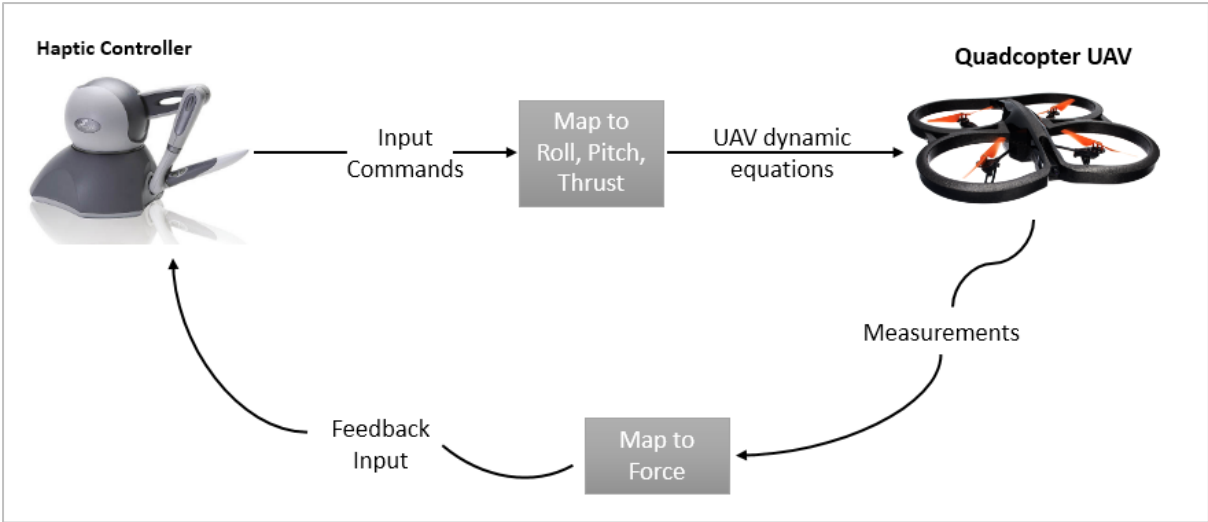 Haptic Controller
Quadcopter UAV
Input
Commands
Map to
Roll, Pitch,
Thrust
UAV dynamic
equations
Measurements
Feedback
Input
Map to
Force